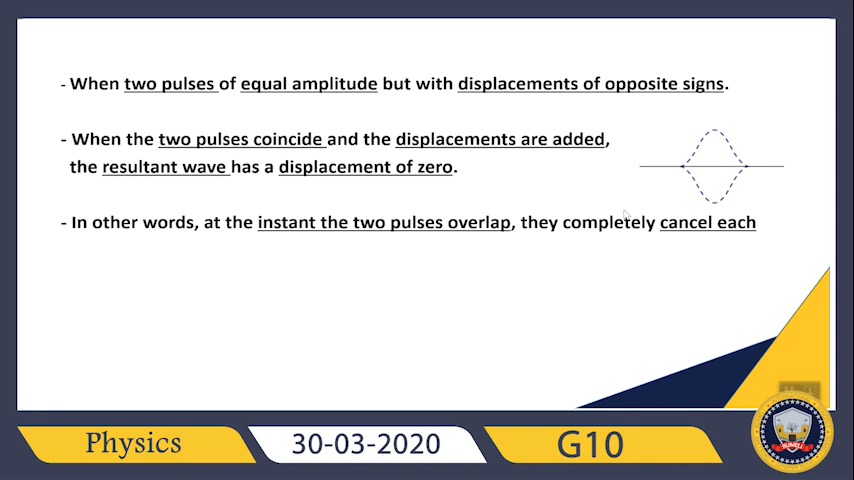 - When two pulses of equal amplitude but with displacements of opposite signs.
- When the two pulses coincide and the displacements are added,
the resultant wave has a displacement of zero.
- In other words, at the instant the two pulses overlap, they completely cancel each
Physics
30-03-2020
G10